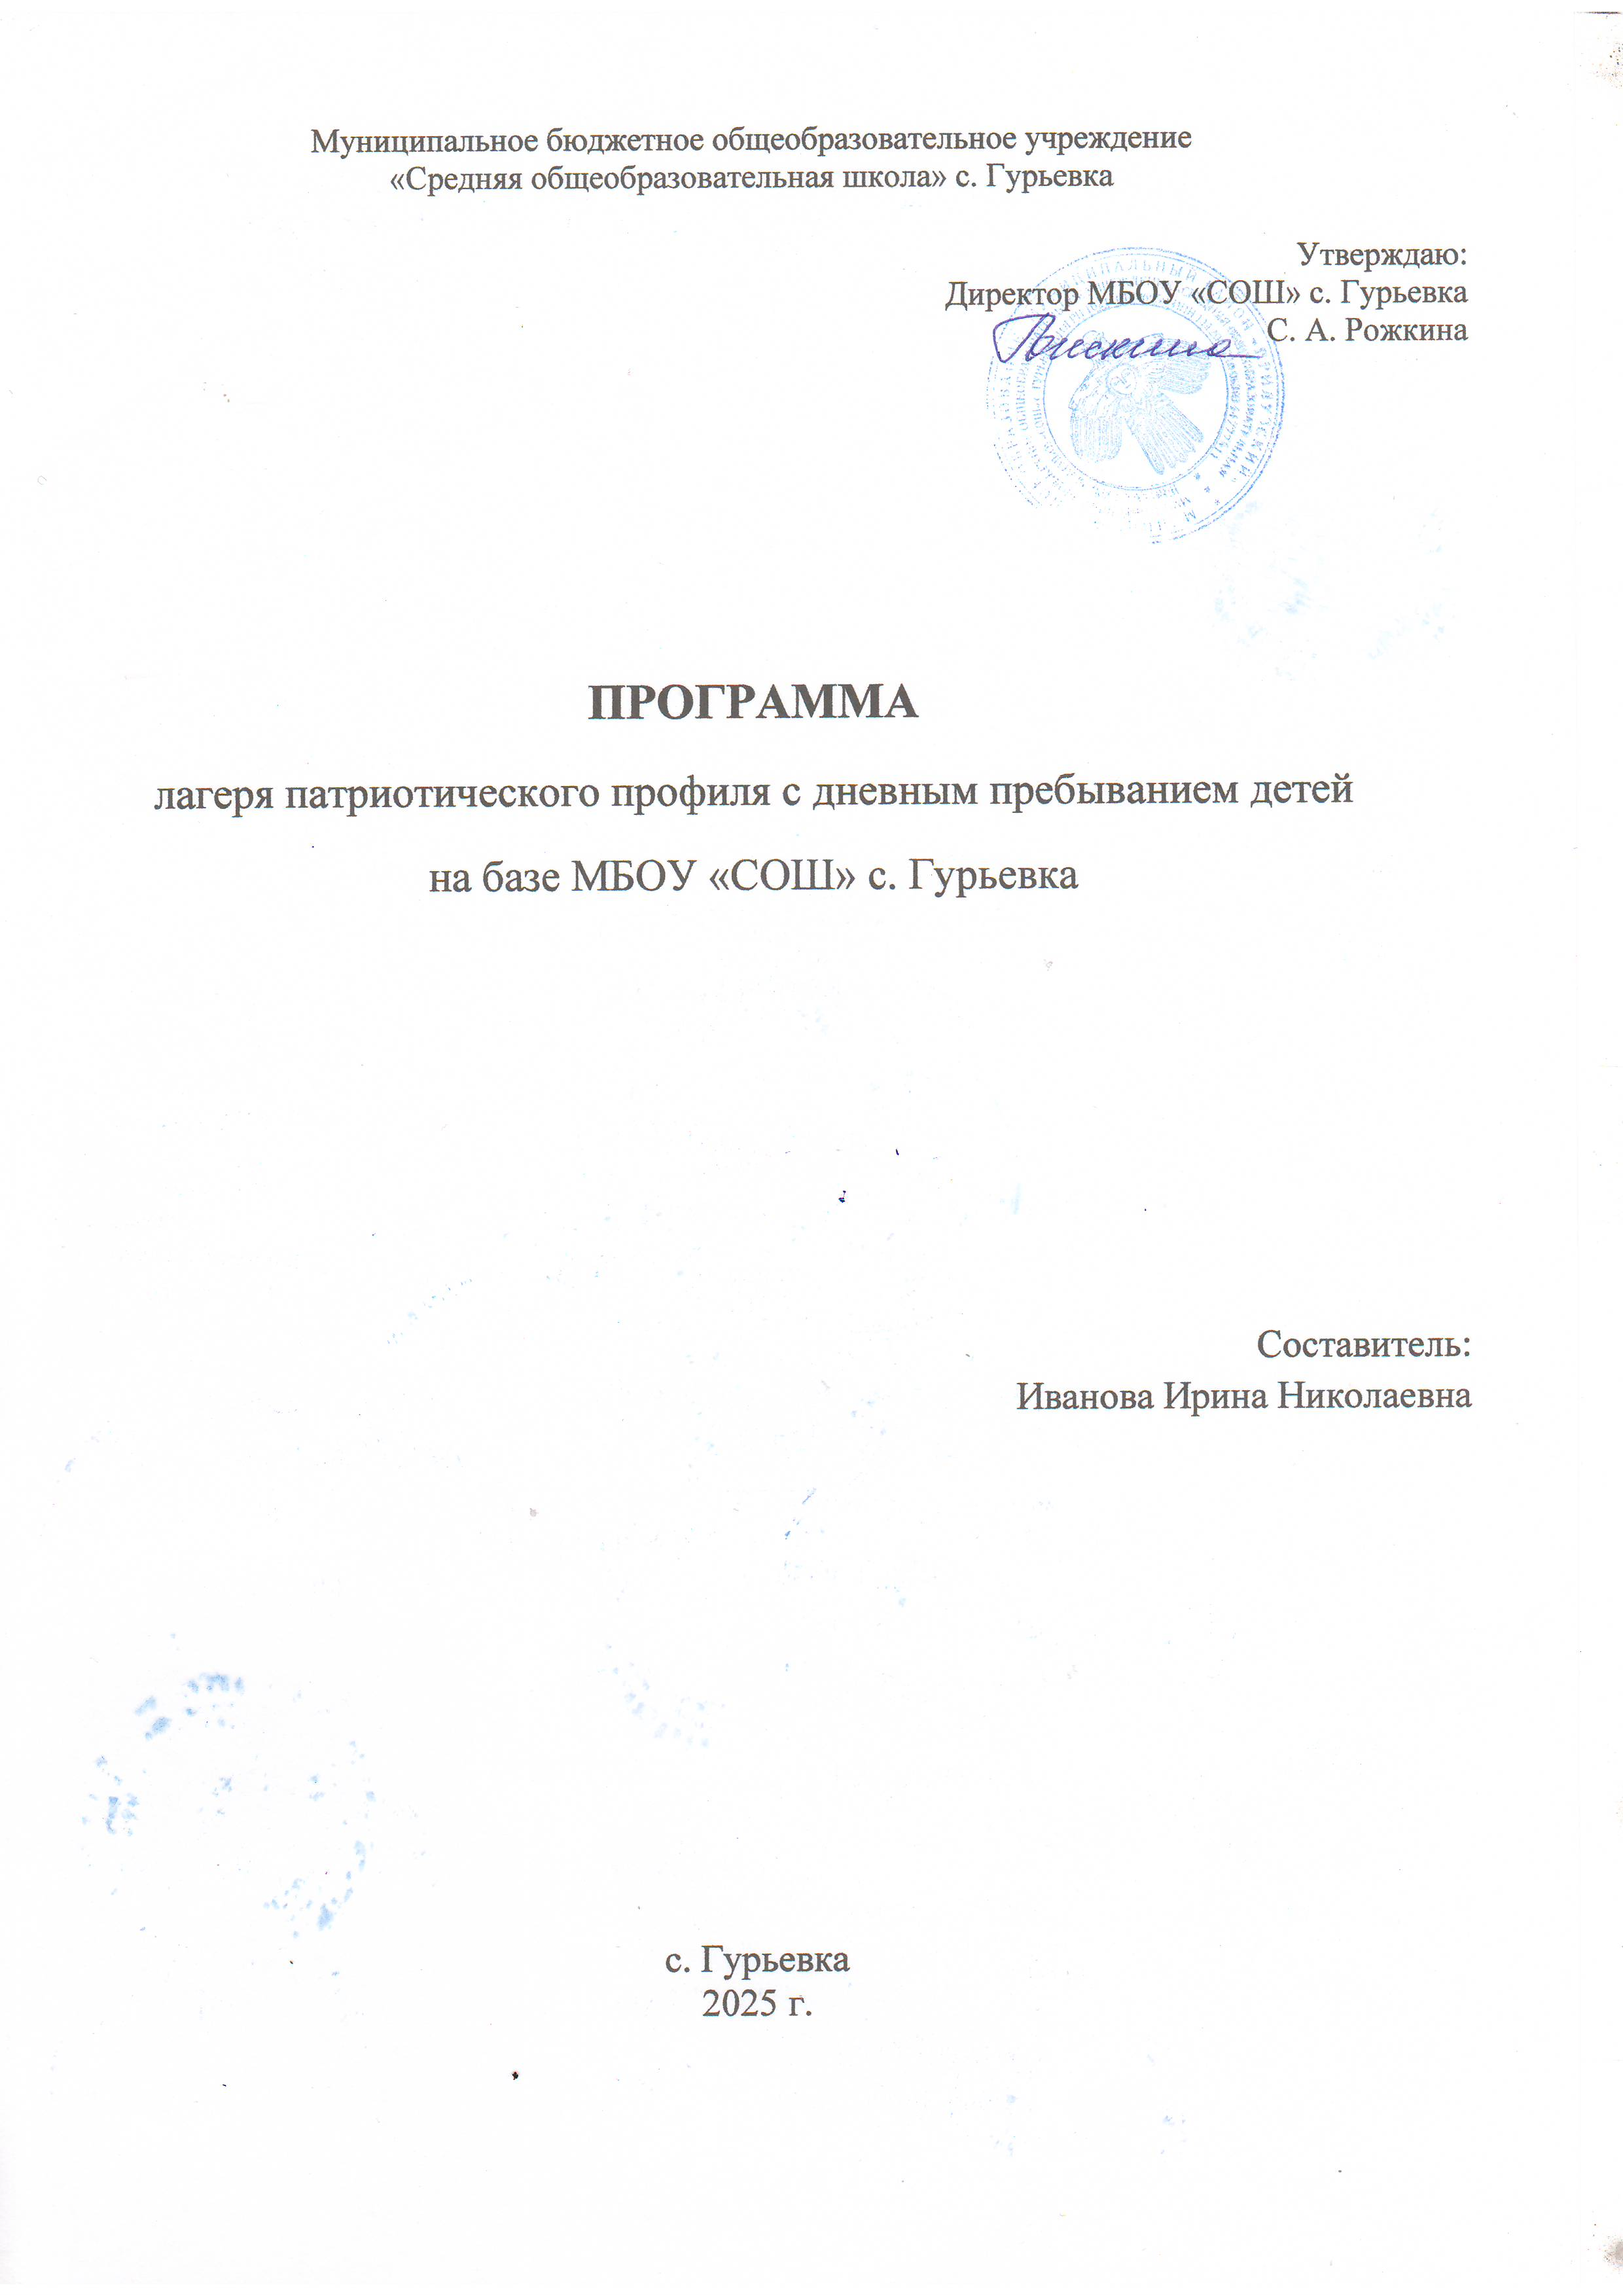 Муниципальное бюджетное общеобразовательное учреждение
«Средняя общеобразовательная школа» с. Гурьевка
Утверждаю:
Директор МБОУ «СОШ» с. Гурьевка
С. А. Рожкина
ПРОГРАММА
лагеря патриотического профиля с дневным пребыванием детей
на базе МБОУ «СОШ» с. Гурьевка
Составитель:
Иванова Ирина Николаевна
с. Гурьевка
2025 г.